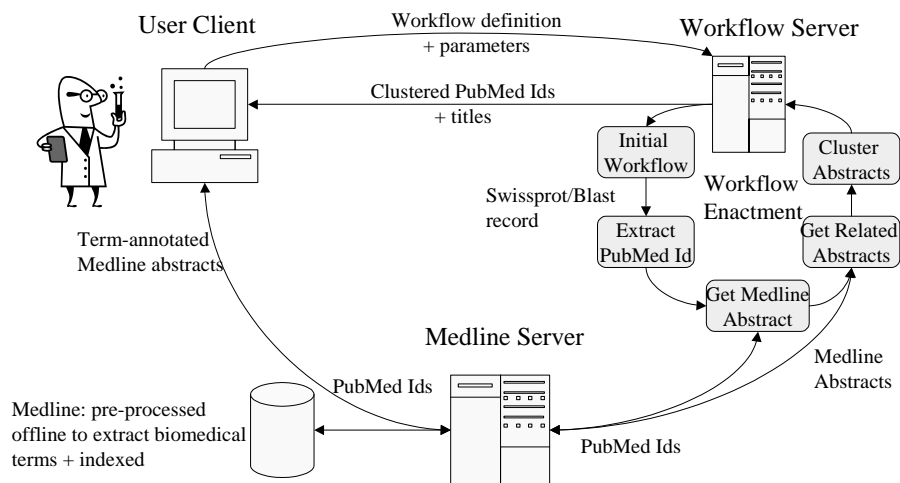 User Client
Workflow definition
+ parameters
Workflow Server
Clustered PubMed Ids
+ titles
Initial
Workflow
Cluster
Abstracts
Swissprot/Blast
record
Workflow
Enactment
Extract
PubMed Id
Get Related
Abstracts
Term-annotated
Medline abstracts
Get Medline
Abstract
Medline Server
Medline
Abstracts
PubMed Ids
Medline: pre-processed
offline to extract biomedical
terms + indexed
PubMed Ids